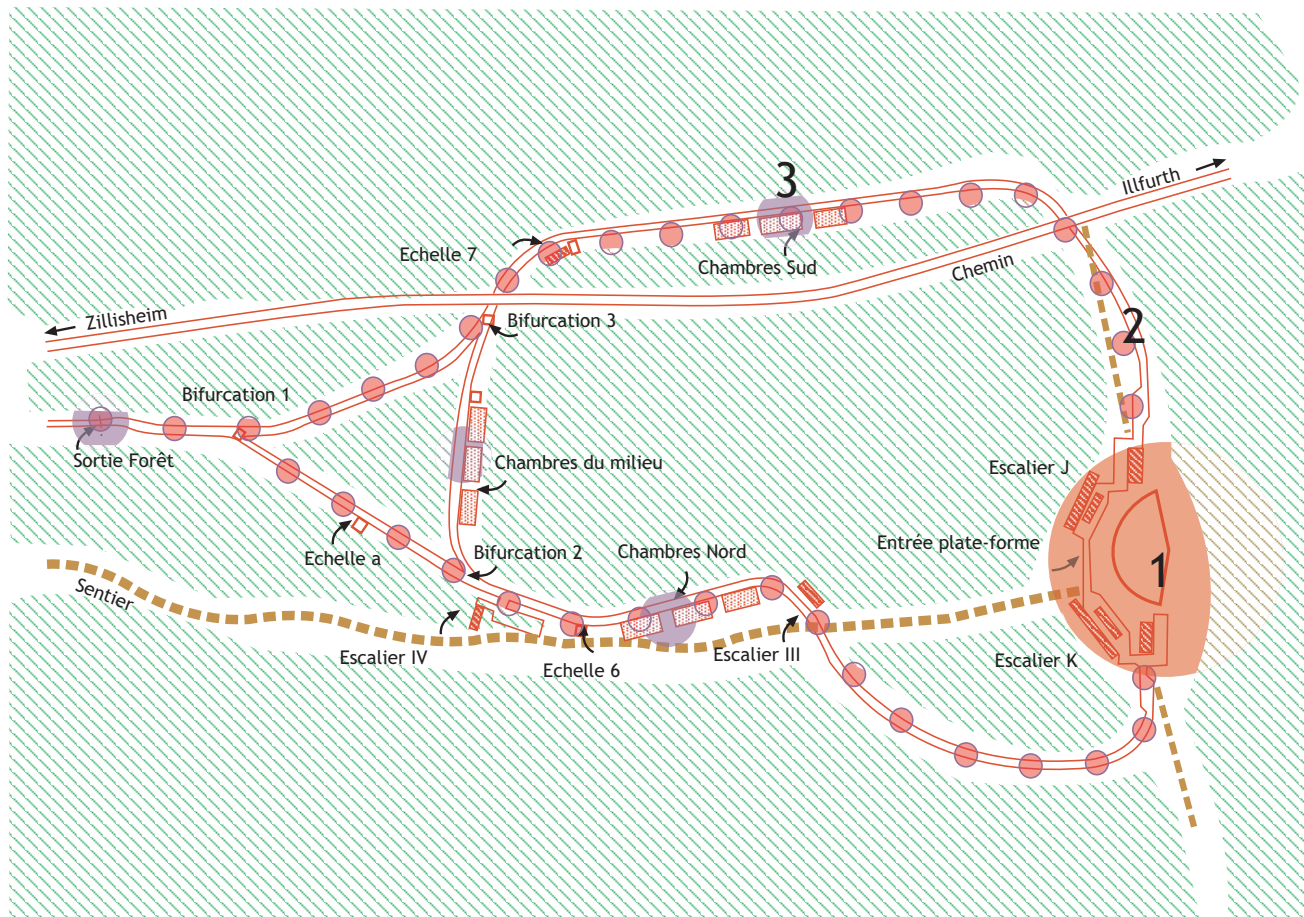 3
Illfurth
Echelle 7
Chambres Sud
Chemin
Zillisheim
Bifurcation 3
2
Bifurcation 1
Sortie Forêt
Chambres du milieu
Escalier J
Echelle a
Bifurcation 2
Chambres Nord
Entrée plate-forme
1
Sentier
Escalier IV
Echelle 6
Escalier III
Escalier K